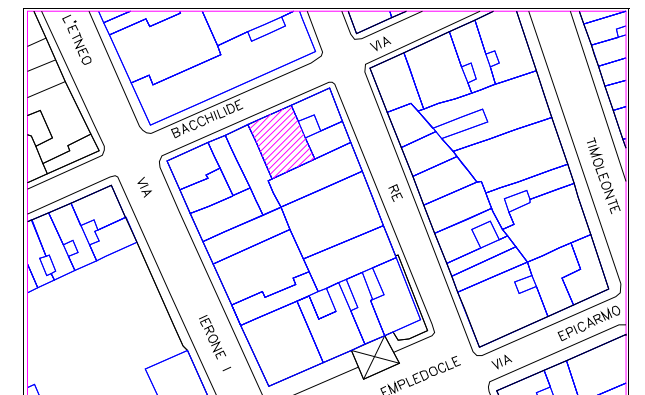 L'ETNEO
VIA
BACCHILIDE
VIA
RE
TIMOLEONTE
IERONE I
EPICARMO
VIA
EMPLEDOCLE